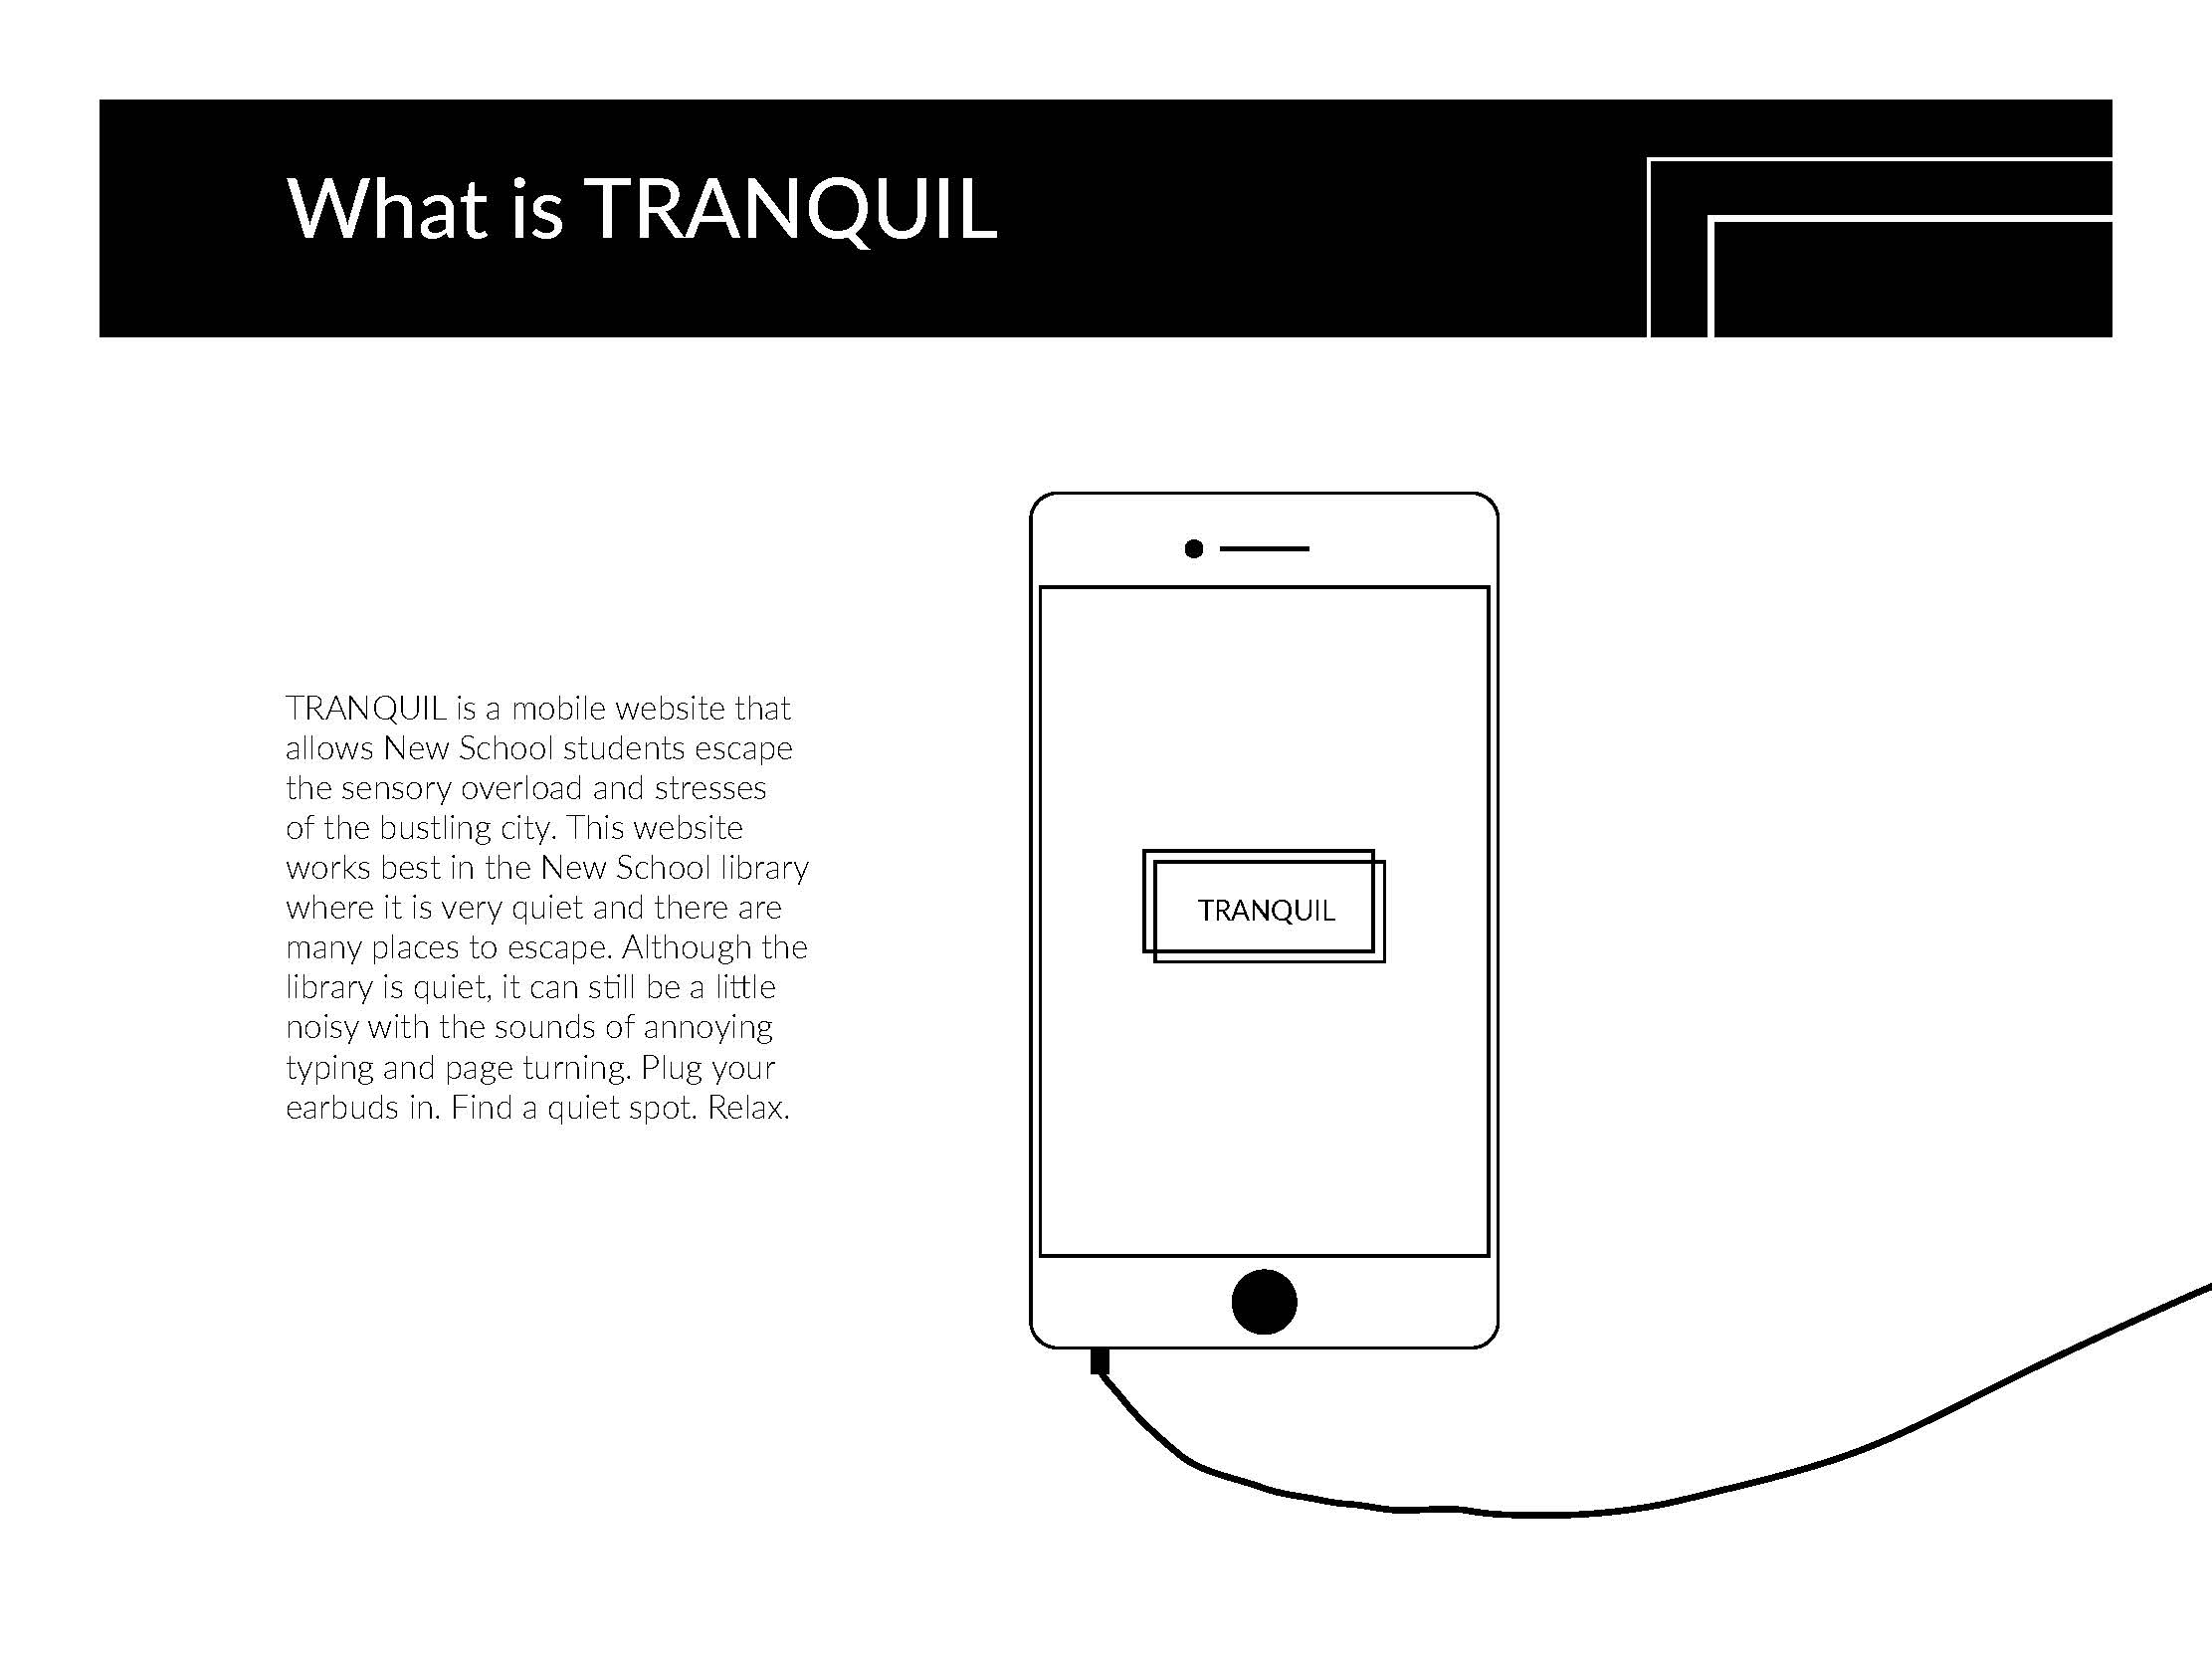 What is TRANQUIL
TRANQUIL is a mobile website that
allows New School students escape
the sensory overload and stresses
of the bustling city. This website
works best in the New School library
where it is very quiet and there are
many places to escape. Although the
library is quiet, it can still be a little
noisy with the sounds of annoying
typing and page turning. Plug your
earbuds in. Find a quiet spot. Relax.
TRANQUIL